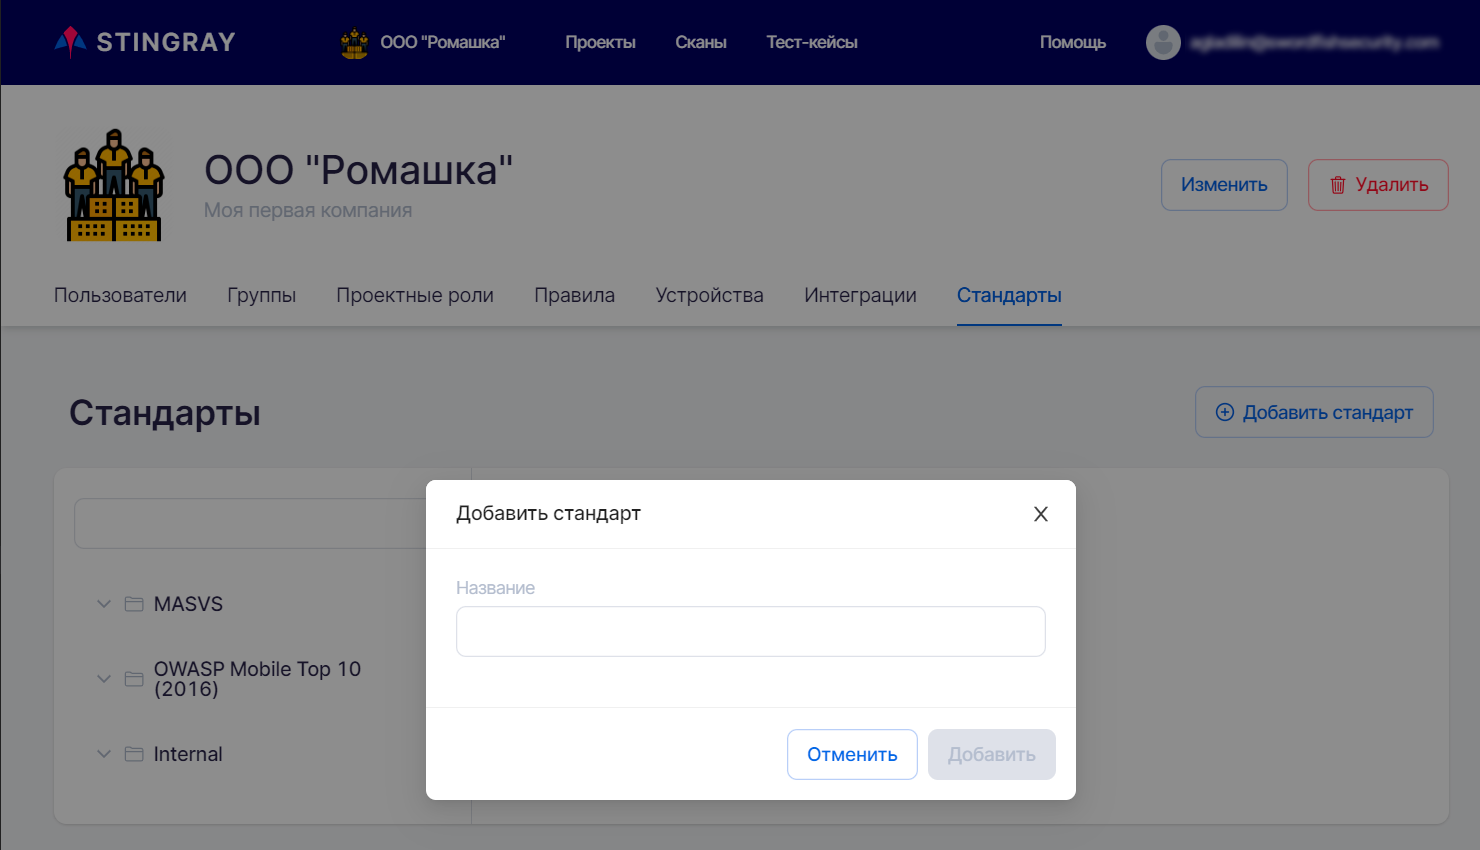 STINGRAY
ООО "Ромашка"
Проекты
Сканы
Тест-кейсы
Помощь
ООО "Ромашка"
Моя первая компания
Изменить
Удалить
Пользователи
Группы
Проектные роли
Правила
Устройства
Интеграции
Стандарты
Стандарты
Добавить стандарт
MASVS
OWASP Mobile Top 10
(2016)
Internal
Добавить стандарт
Название
Отменить
Добавить